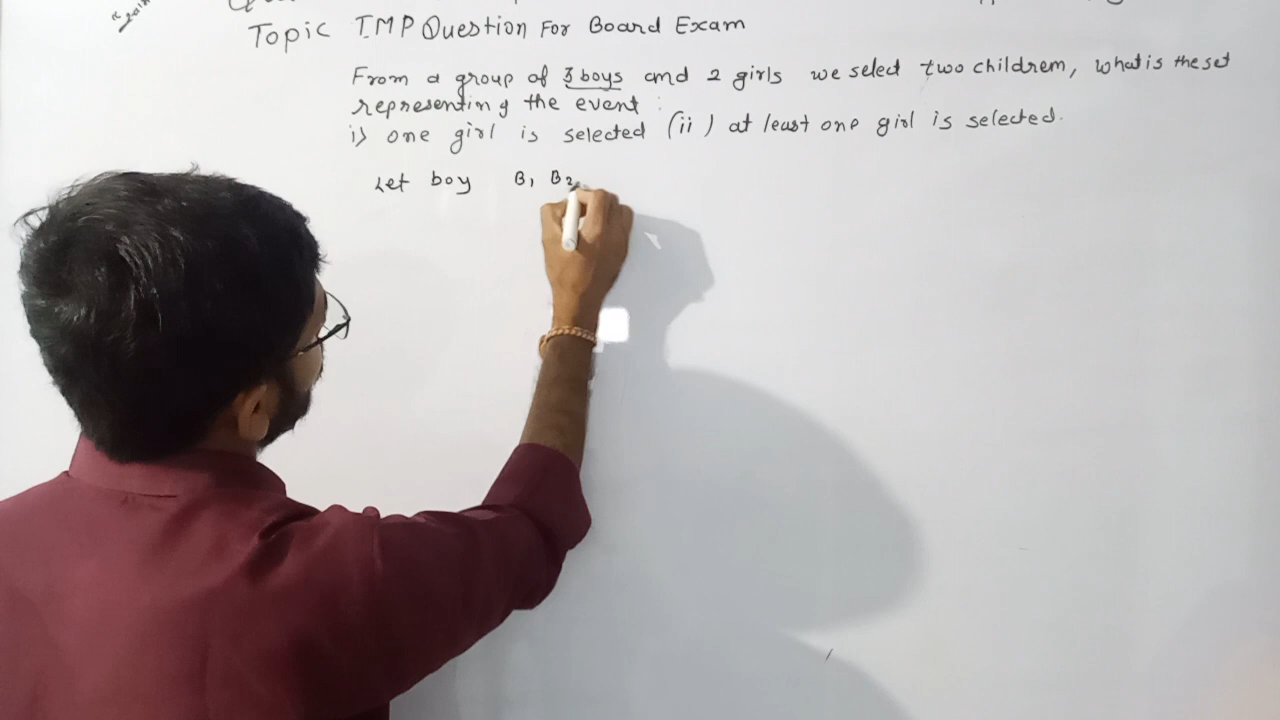 Topic IMP Question For Board Exam
From a group of 3 boys and 2 girls we select two children, what is the set
representing the event :
i) one girl is selected (ii) at least one girl is selected.
Let boy B1 B2